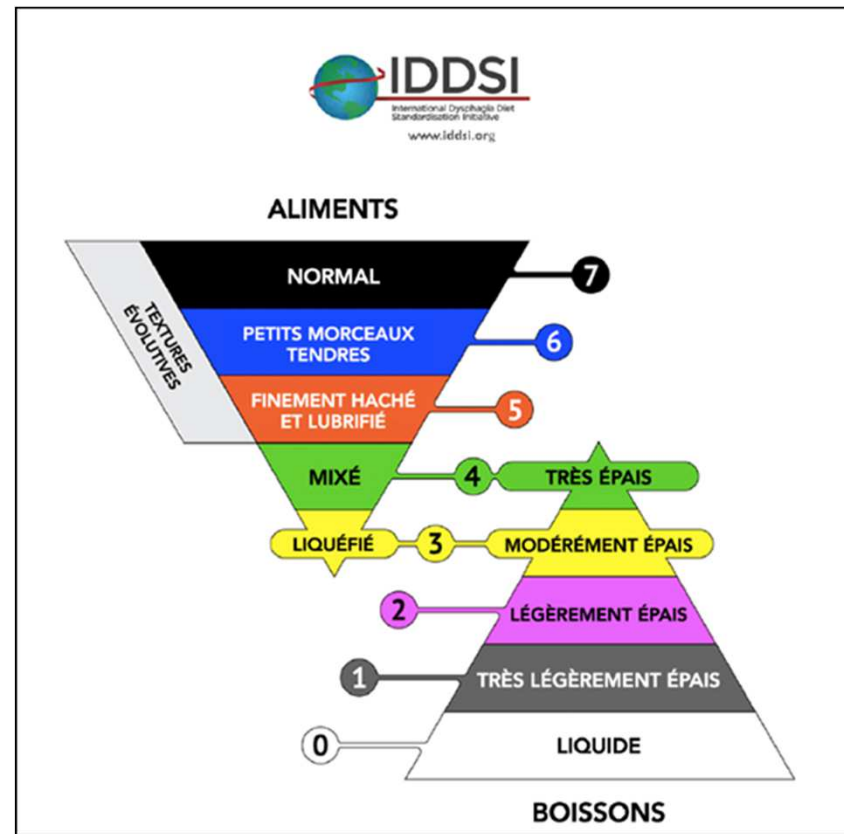 IDDSI
International Dysphagia Diet
Standardisation Initiative
www.iddsi.org
ALIMENTS
TEXTURES
ÉVOLUTIVES
NORMAL
7
PETITS MORCEAUX
TENDRES
6
FINEMENT HACHÉ
ET LUBRIFIÉ
5
MIXÉ
4
TRÈS ÉPAIS
LIQUÉFIÉ
3
MODÉRÉMENT ÉPAIS
2
LÉGÈREMENT ÉPAIS
1
TRÈS LÉGÈREMENT ÉPAIS
0
LIQUIDE
BOISSONS